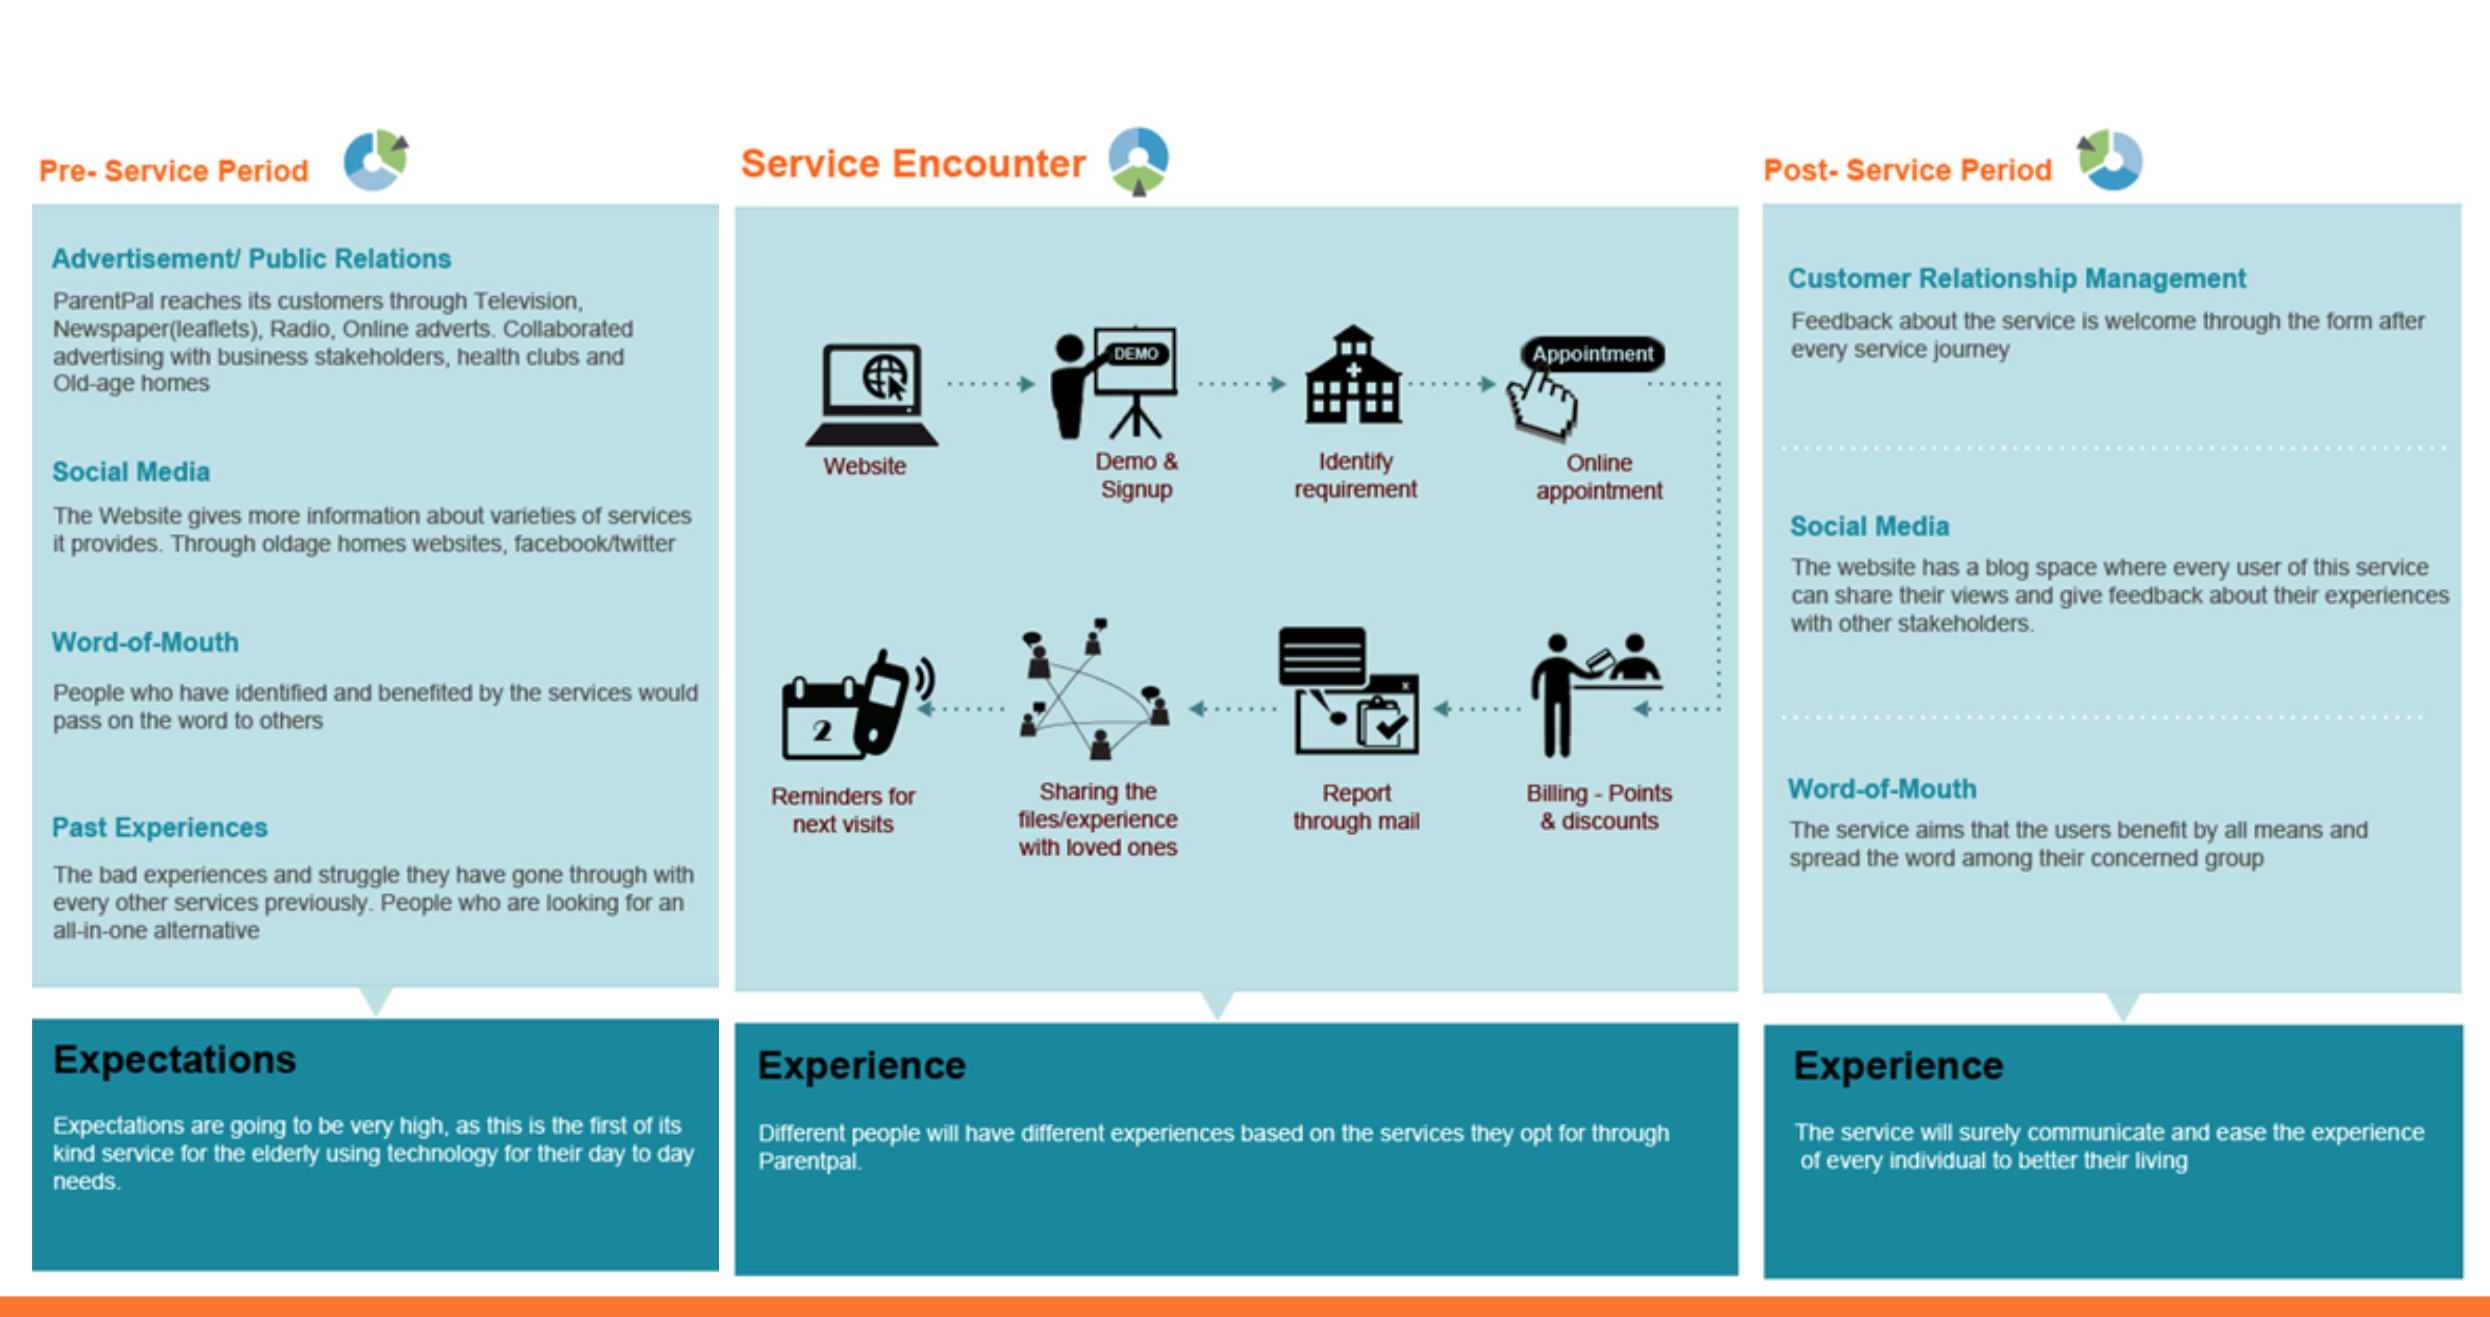 Pre- Service Period
Advertisement/ Public Relations
ParentPal reaches its customers through Television,
Newspaper(leaflets), Radio, Online adverts. Collaborated
advertising with business stakeholders, health clubs and
Old-age homes
Social Media
The Website gives more information about varieties of services
it provides. Through oldage homes websites, facebook/twitter
Word-of-Mouth
People who have identified and benefited by the services would
pass on the word to others
Past Experiences
The bad experiences and struggle they have gone through with
every other services previously. People who are looking for an
all-in-one alternative
Expectations
Expectations are going to be very high, as this is the first of its
kind service for the elderly using technology for their day to day
needs.
Service Encounter
Website
DEMO
Demo &
Signup
Identify
requirement
Appointment
Online
appointment
Billing - Points
& discounts
x
Report
through mail
Sharing the
files/experience
with loved ones
2
Reminders for
next visits
Experience
Different people will have different experiences based on the services they opt for through
Parentpal.
Post- Service Period
Customer Relationship Management
Feedback about the service is welcome through the form after
every service journey
Social Media
The website has a blog space where every user of this service
can share their views and give feedback about their experiences
with other stakeholders.
Word-of-Mouth
The service aims that the users benefit by all means and
spread the word among their concerned group
Experience
The service will surely communicate and ease the experience
of every individual to better their living